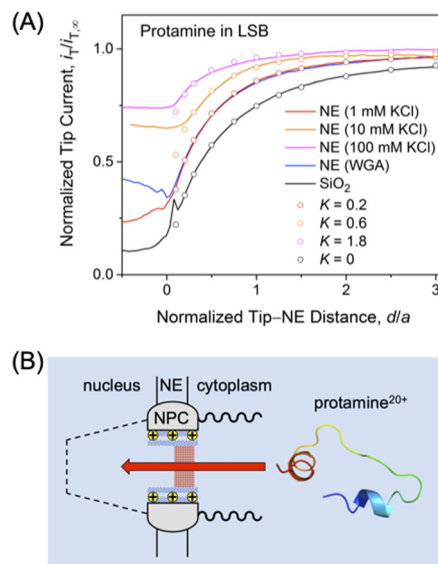 (A)
Protamine in LSB
Normalized Tip Current, iT/iT,∞
1.0
0.5
0.0
NE (1 mM KCl)
NE (10 mM KCl)
NE (100 mM KCl)
NE (WGA)
SiO2
K = 0.2
K = 0.6
K = 1.8
K = 0
0 1 2 3
Normalized Tip–NE Distance, d/a
(B)
nucleus NE cytoplasm
NPC
protamine20+
+ + +
+ + +